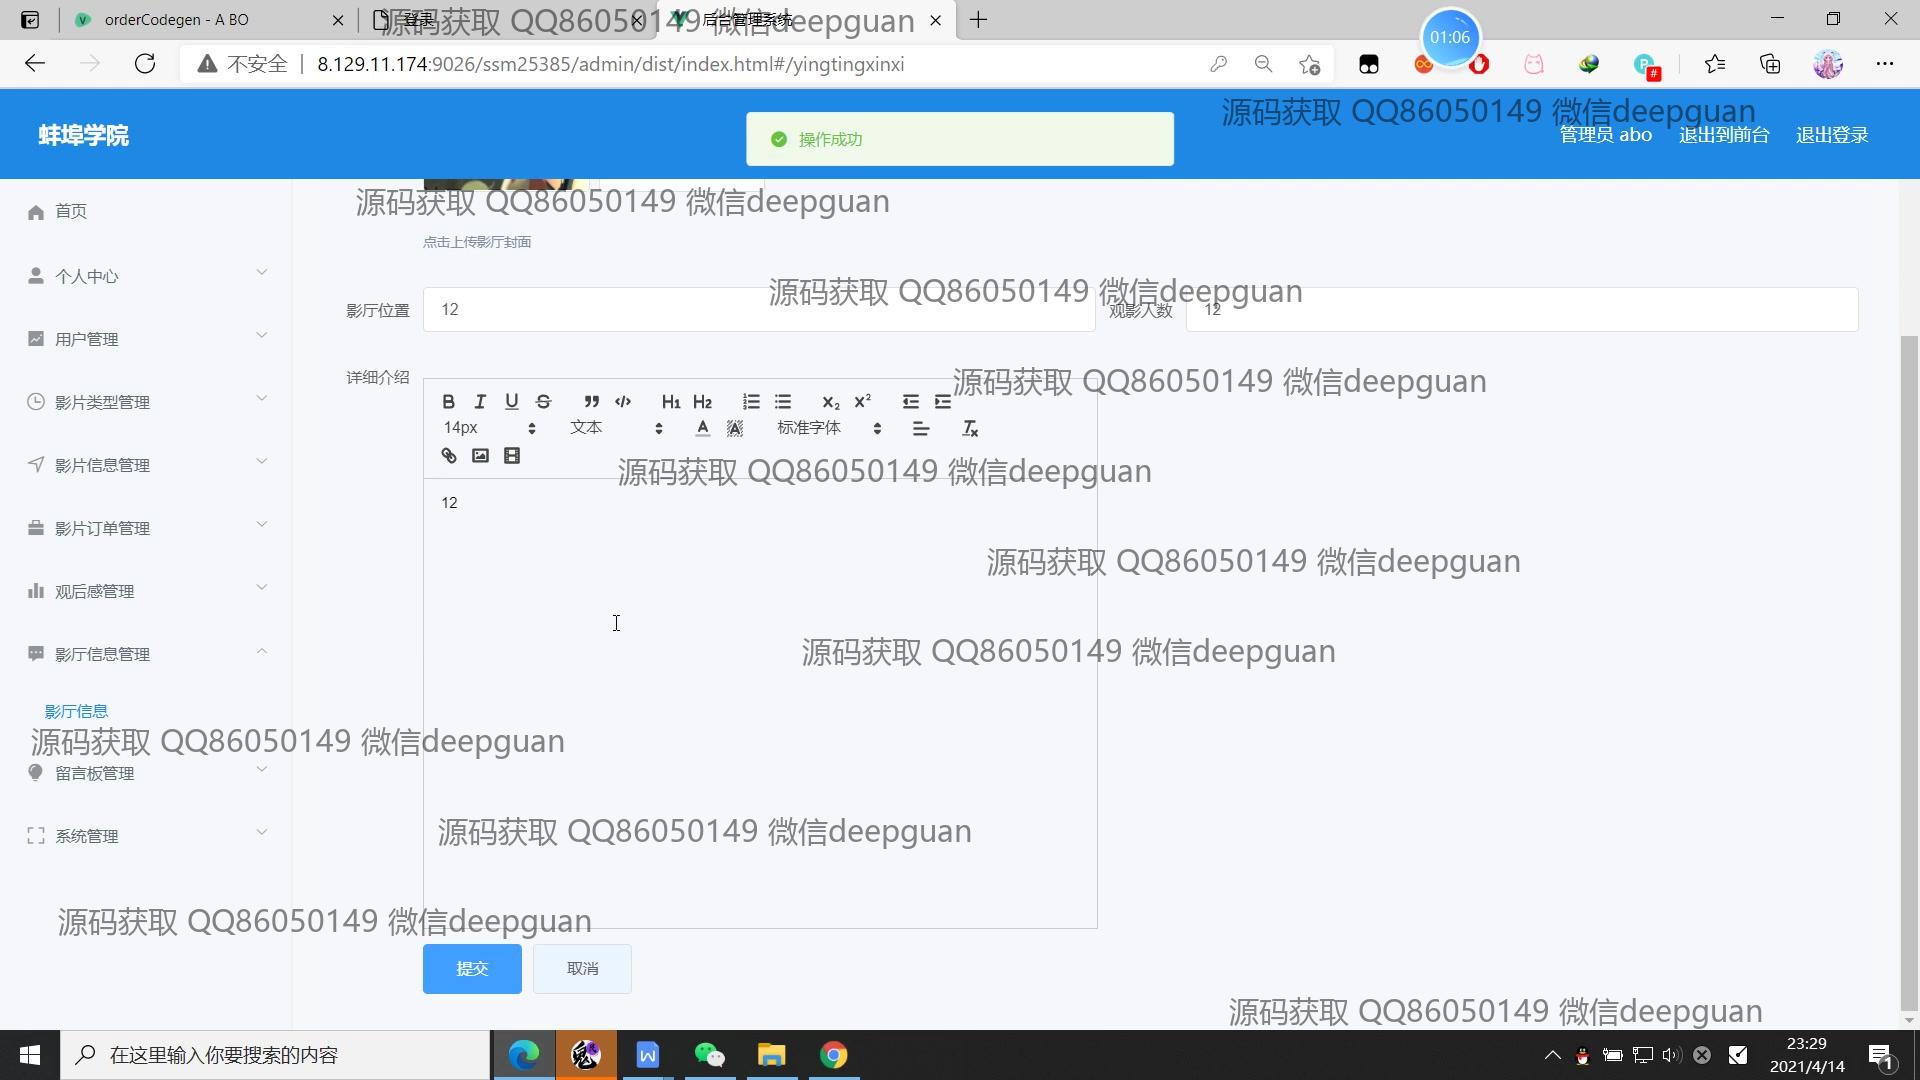 orderCodegen - A BO
登录
后台管理系统
源码获取 QQ86050149 微信deepguan
01:06
不安全
8.129.11.174:9026/ssm25385/admin/dist/index.html#/yingtingxinxi
源码获取 QQ86050149 微信deepguan
蚌埠学院
操作成功
管理员 abo
退出到前台
退出登录
源码获取 QQ86050149 微信deepguan
首页
点击上传影厅封面
个人中心
源码获取 QQ86050149 微信deepguan
影厅位置
12
观影人数
12
用户管理
详细介绍
源码获取 QQ86050149 微信deepguan
影片类型管理
B I U S H1 H2 X2 X2
14px
文本
A A
标准字体
Tx
影片信息管理
源码获取 QQ86050149 微信deepguan
12
影片订单管理
源码获取 QQ86050149 微信deepguan
观后感管理
影厅信息管理
源码获取 QQ86050149 微信deepguan
影厅信息
源码获取 QQ86050149 微信deepguan
留言板管理
系统管理
源码获取 QQ86050149 微信deepguan
源码获取 QQ86050149 微信deepguan
提交
取消
源码获取 QQ86050149 微信deepguan
在这里输入你要搜索的内容
23:29
2021/4/14
1